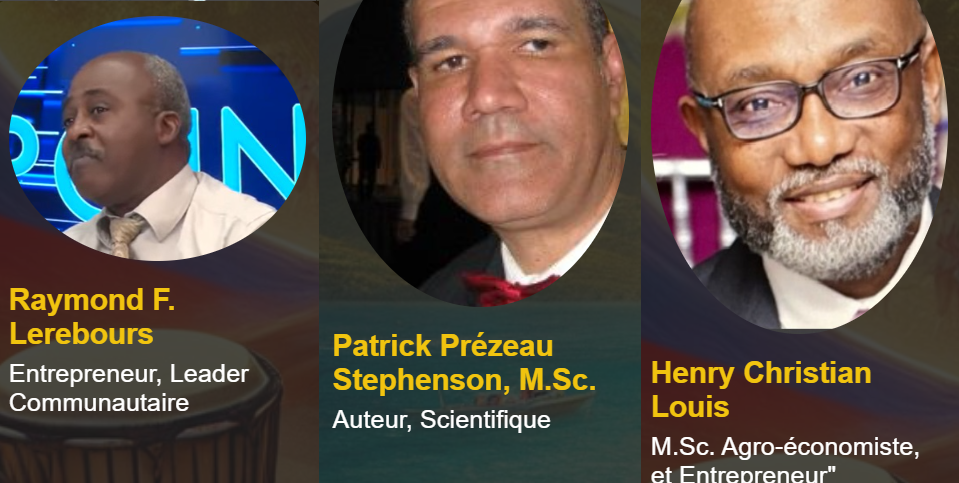 POIN
Raymond F.
Lerebours
Entrepreneur, Leader
Communautaire
Patrick Prézeau
Stephenson, M.Sc.
Auteur, Scientifique
Henry Christian
Louis
M.Sc. Agro-économiste,
et Entrepreneur"